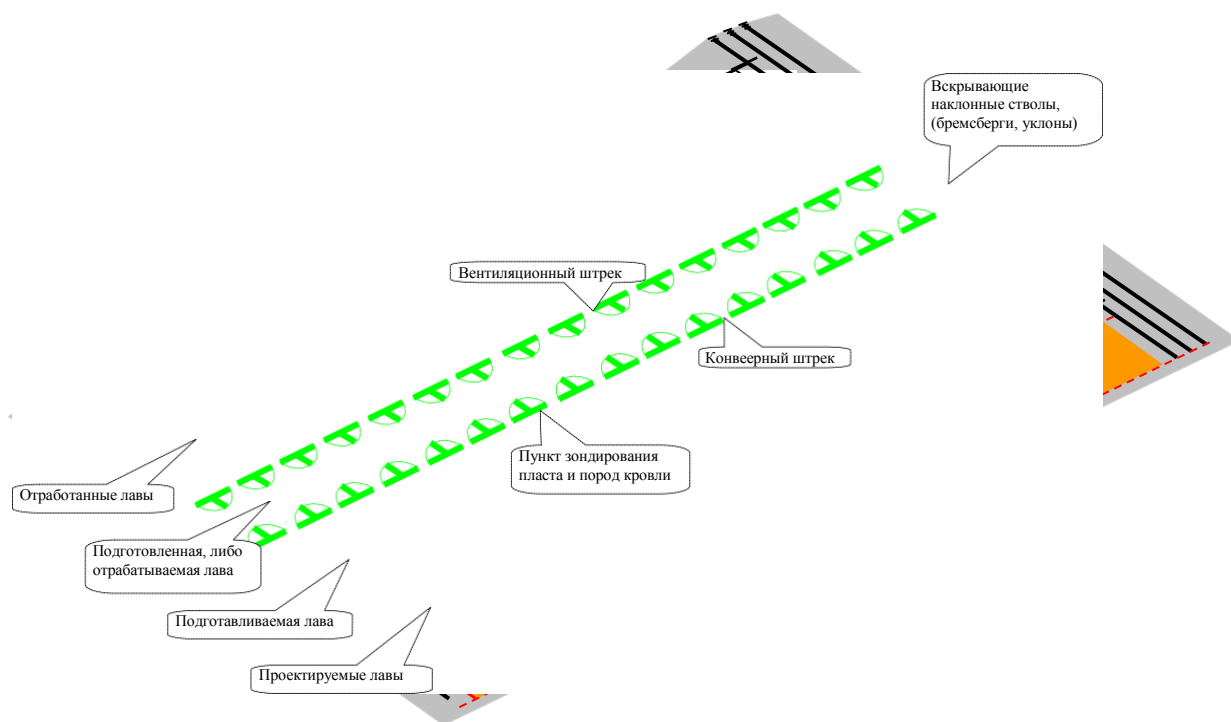 Вскрывающие
наклонные стволы,
(бремсберги, уклоны)
Вентиляционный штрек
Конвеерный штрек
Пункт зондирования
пласта и пород кровли
Отработанные лавы
Подготовленная, либо
отрабатываемая лава
Подготавливаемая лава
Проектируемые лавы